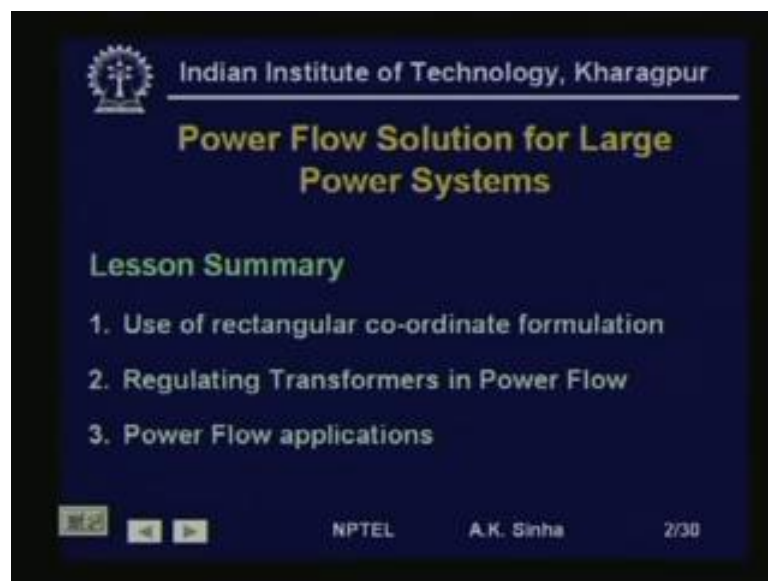 Indian Institute of Technology, Kharagpur
Power Flow Solution for Large
Power Systems
Lesson Summary
1. Use of rectangular co-ordinate formulation
2. Regulating Transformers in Power Flow
3. Power Flow applications
NPTEL A.K. Sinha 2/30